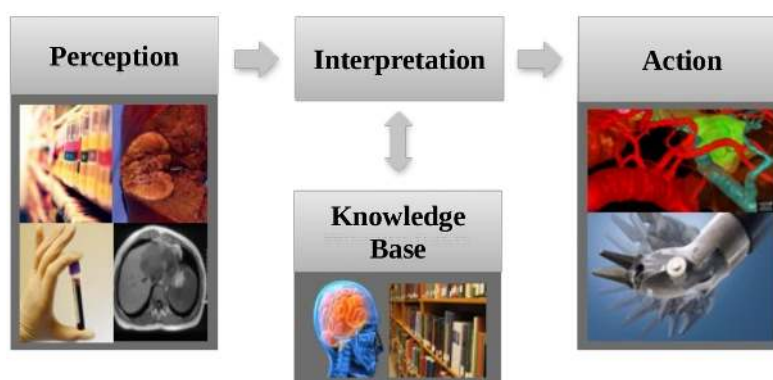 Perception
Interpretation
Action
Knowledge
Base